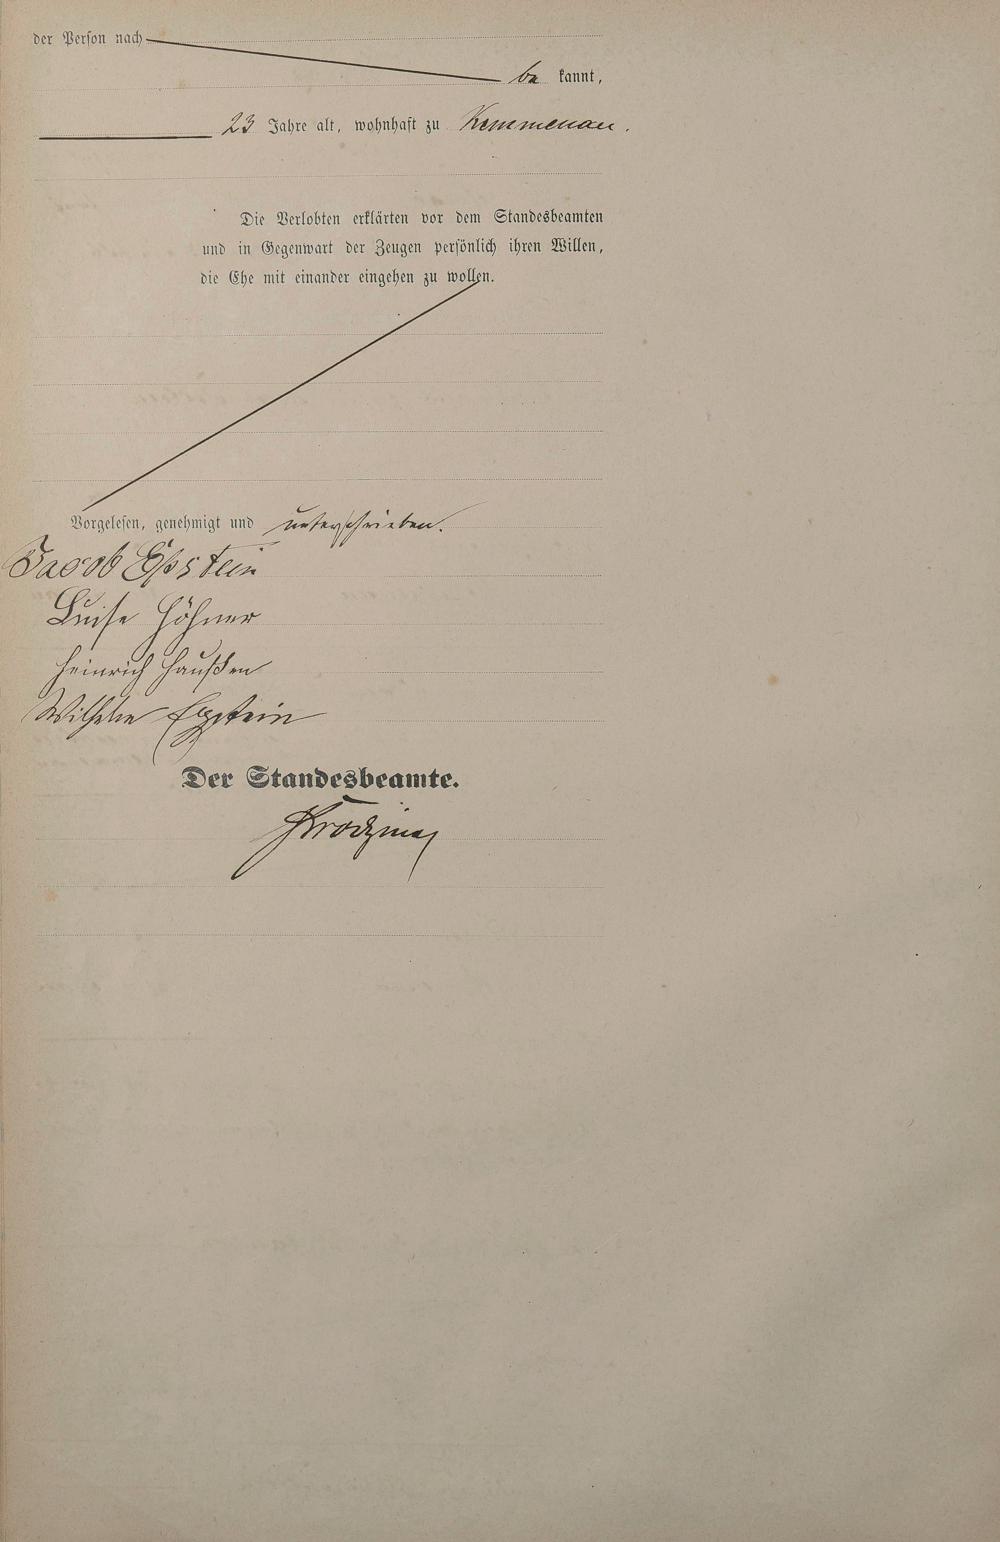 der Person nach
be kannt,
23 Jahre alt, wohnhaft zu Kemmenau.
Die Verlobten erklärten vor dem Standesbeamten
und in Gegenwart der Zeugen persönlich ihren Willen,
die Ehe mit einander eingehen zu wollen.
Vorgelesen, genehmigt und unterschrieben.
Jacob Epstein
Luise Höhner
Heinrich
Wilhelm Epstein
Der Standesbeamte.